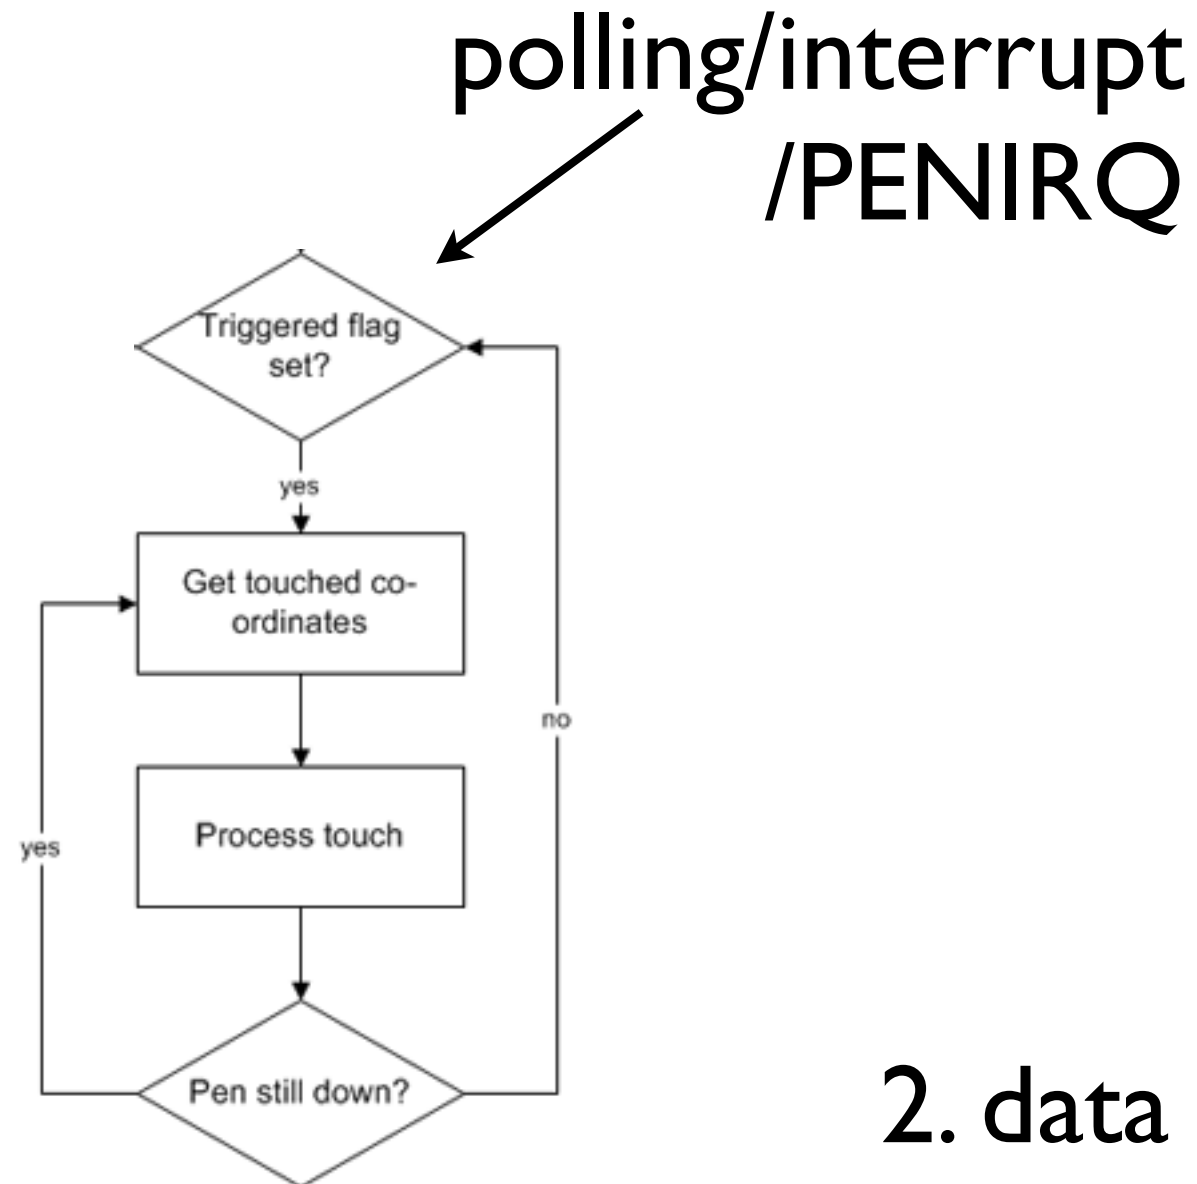 polling/interrupt
/PENIRQ
Triggered flag
set?
yes
Get touched co-
ordinates
no
Process touch
yes
Pen still down?
2. data